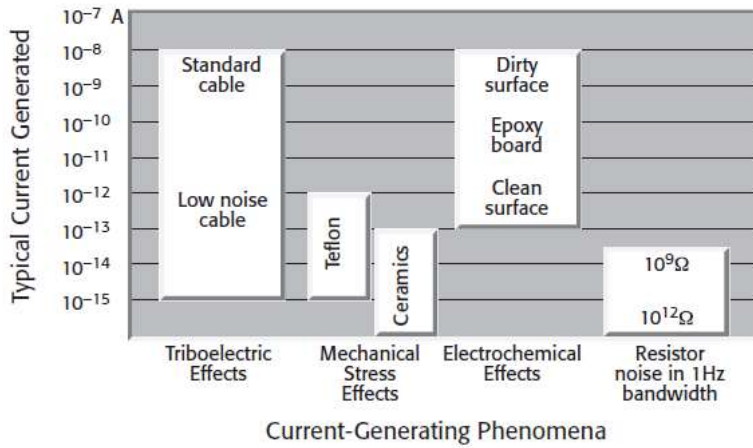 Typical Current Generated
10⁻⁷ A
10⁻⁸
10⁻⁹
10⁻¹⁰
10⁻¹¹
10⁻¹²
10⁻¹³
10⁻¹⁴
10⁻¹⁵
Standard
cable
Low noise
cable
Teflon
Ceramics
Dirty
surface
Epoxy
board
Clean
surface
10⁹Ω
10¹²Ω
Triboelectric
Effects
Mechanical
Stress
Effects
Electrochemical
Effects
Resistor
noise in 1Hz
bandwidth
Current-Generating Phenomena